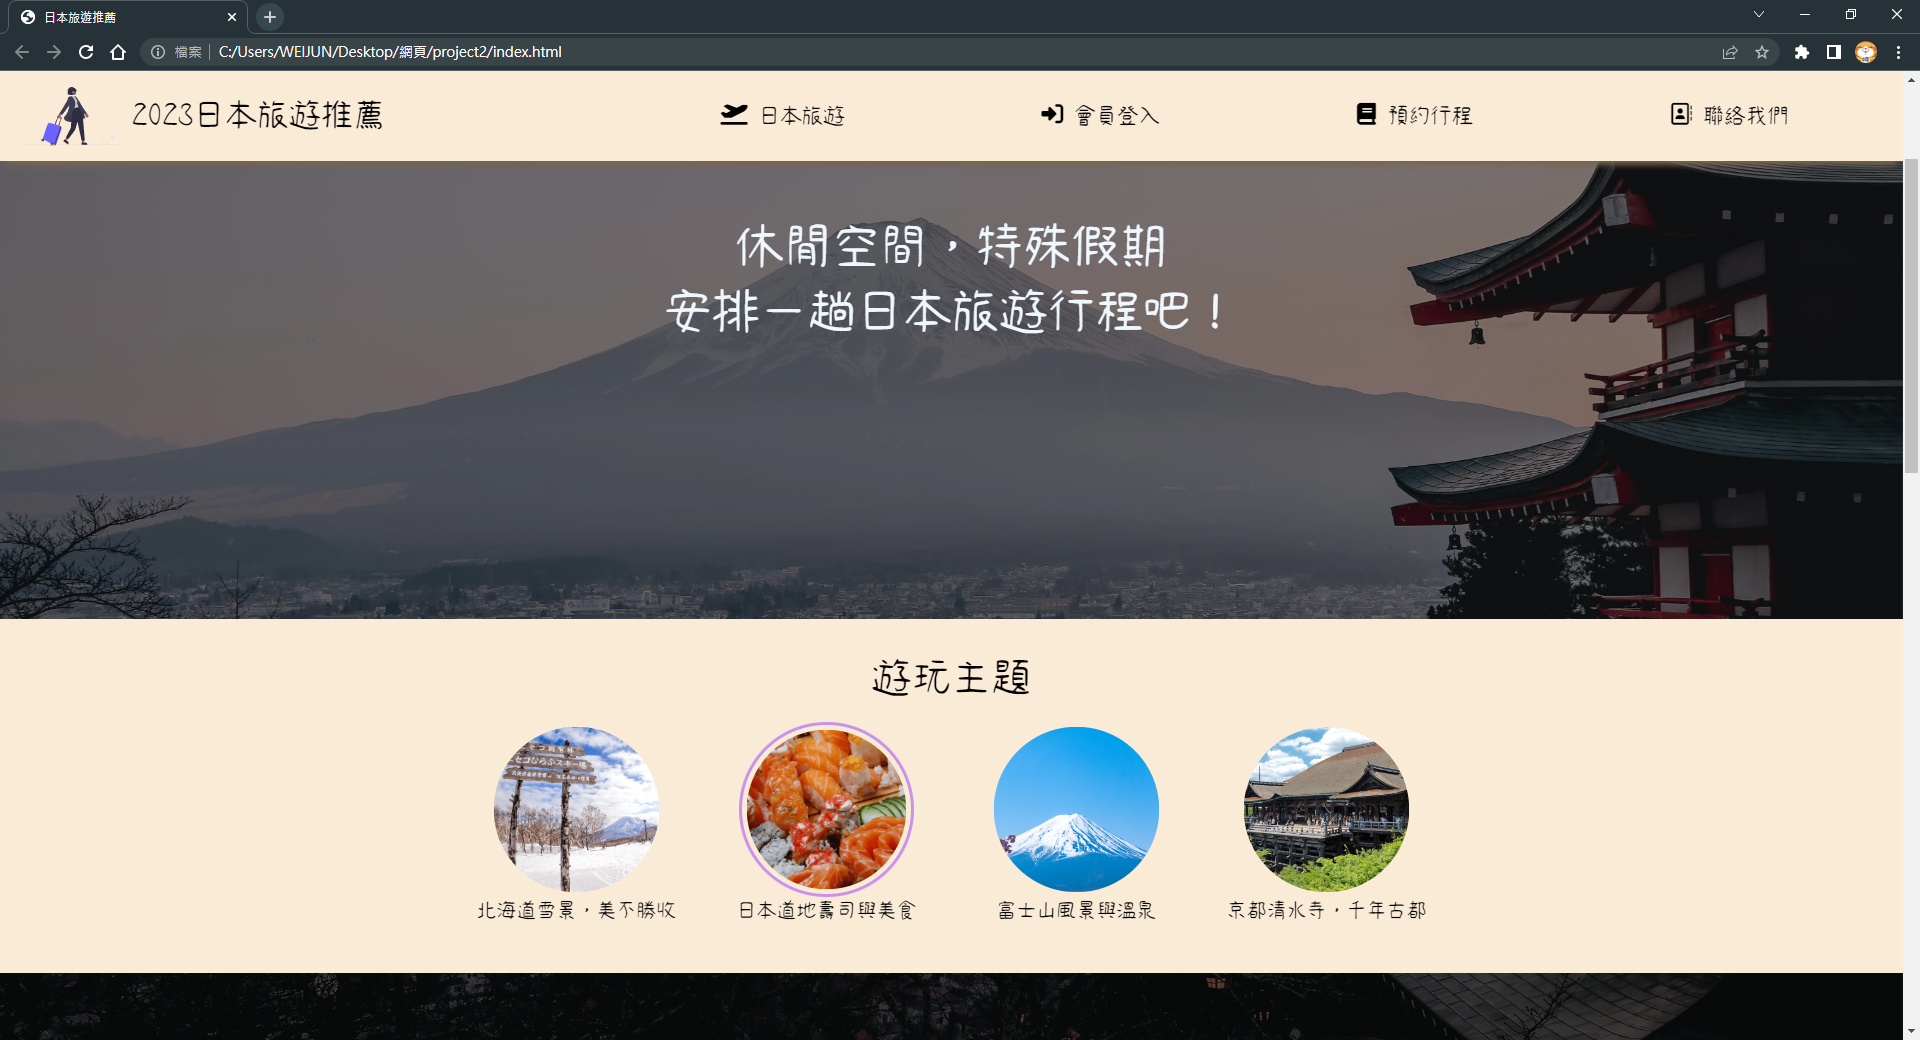 日本旅遊推薦
檔案
C:/Users/WEIJUN/Desktop/網頁/project2/index.html
2023日本旅遊推薦
日本旅遊
會員登入
預約行程
聯絡我們
休閒空間，特殊假期
安排一趟日本旅遊行程吧！
遊玩主題
北海道雪景，美不勝收
日本道地壽司與美食
富士山風景與溫泉
京都清水寺，千年古都